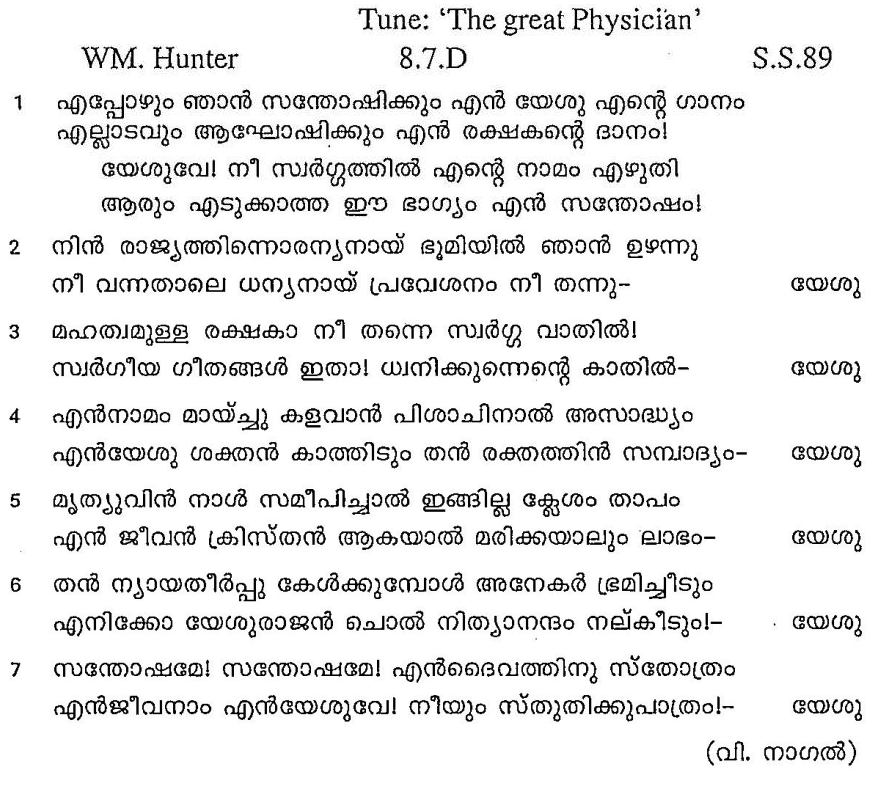 Tune: ‘The great Physician’
WM. Hunter 8.7.D S.S.89
1 എപ്പോഴും ഞാൻ സന്തോഷിക്കും എൻ യേശു എന്റെ ഗാനം
എല്ലാടവും ആഘോഷിക്കും എൻ രക്ഷകന്റെ ദാനം!
യേശുവേ! നീ സ്വർഗ്ഗത്തിൽ എന്റെ നാമം എഴുതി
ആരും എടുക്കാത്ത ഈ ഭാഗ്യം എൻ സന്തോഷം!
2 നിൻ രാജ്യത്തിന്നൊരന്യനായ് ഭൂമിയിൽ ഞാൻ ഉഴന്നു
നീ വന്നതാലെ ധന്യനായ് പ്രവേശനം നീ തന്നു- യേശു
3 മഹത്വമുള്ള രക്ഷകാ നീ തന്നെ സ്വർഗ്ഗ വാതിൽ!
സ്വർഗീയ ഗീതങ്ങൾ ഇതാ! ധ്വനിക്കുന്നെന്റെ കാതിൽ- യേശു
4 എൻനാമം മായ്ച്ചു കളവാൻ പിശാചിനാൽ അസാദ്ധ്യം
എൻയേശു ശക്തൻ കാത്തിടും തൻ രക്തത്തിൻ സമ്പാദ്യം- യേശു
5 മൃത്യുവിൻ നാൾ സമീപിച്ചാൽ ഇങ്ങില്ല ക്ലേശം താപം
എൻ ജീവൻ ക്രിസ്തൻ ആകയാൽ മരിക്കയാലും ലാഭം- യേശു
6 തൻ ന്യായതീർപ്പു കേൾക്കുമ്പോൾ അനേകർ ഭ്രമിച്ചീടും
എനിക്കോ യേശുരാജൻ ചൊൽ നിത്യാനന്ദം നല്കീടും!- യേശു
7 സന്തോഷമേ! സന്തോഷമേ! എൻദൈവത്തിനു സ്തോത്രം
എൻജീവനാം എൻയേശുവേ! നീയും സ്തുതിക്കുപാത്രം!- യേശു
(വി. നാഗൽ)